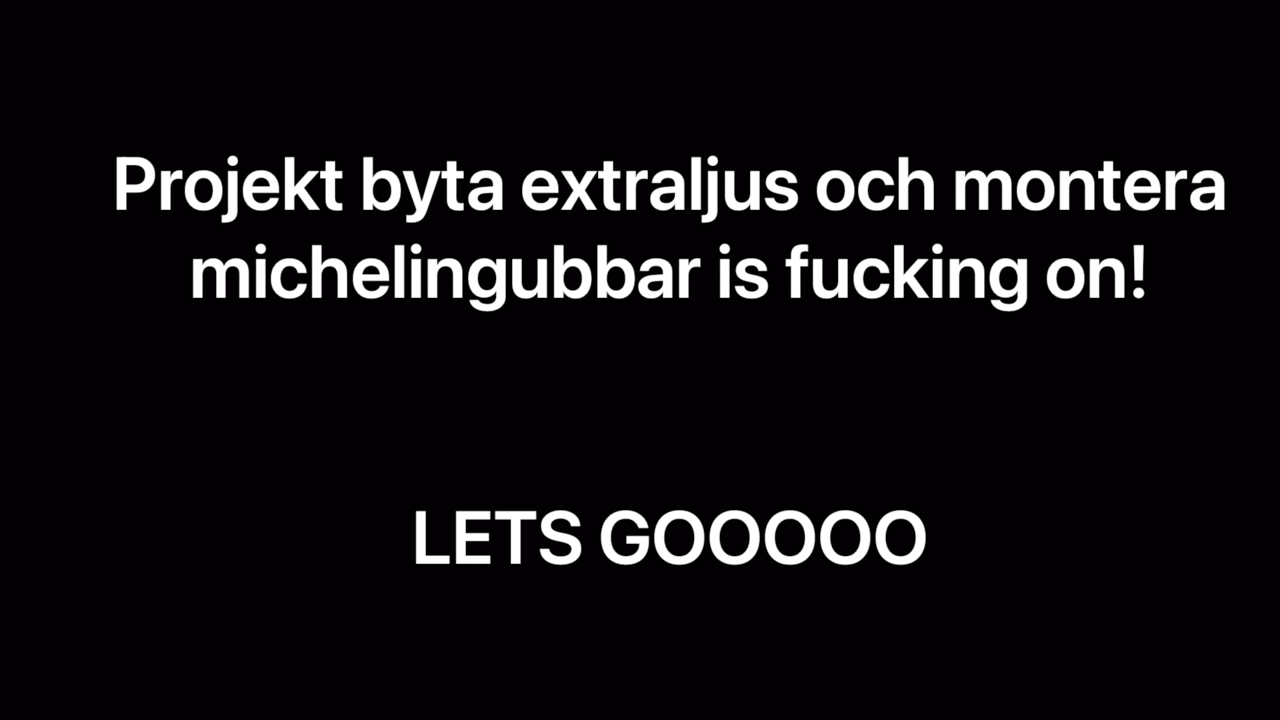 Projekt byta extraljus och montera
michelingubbar is fucking on!
LETS GOOOOO